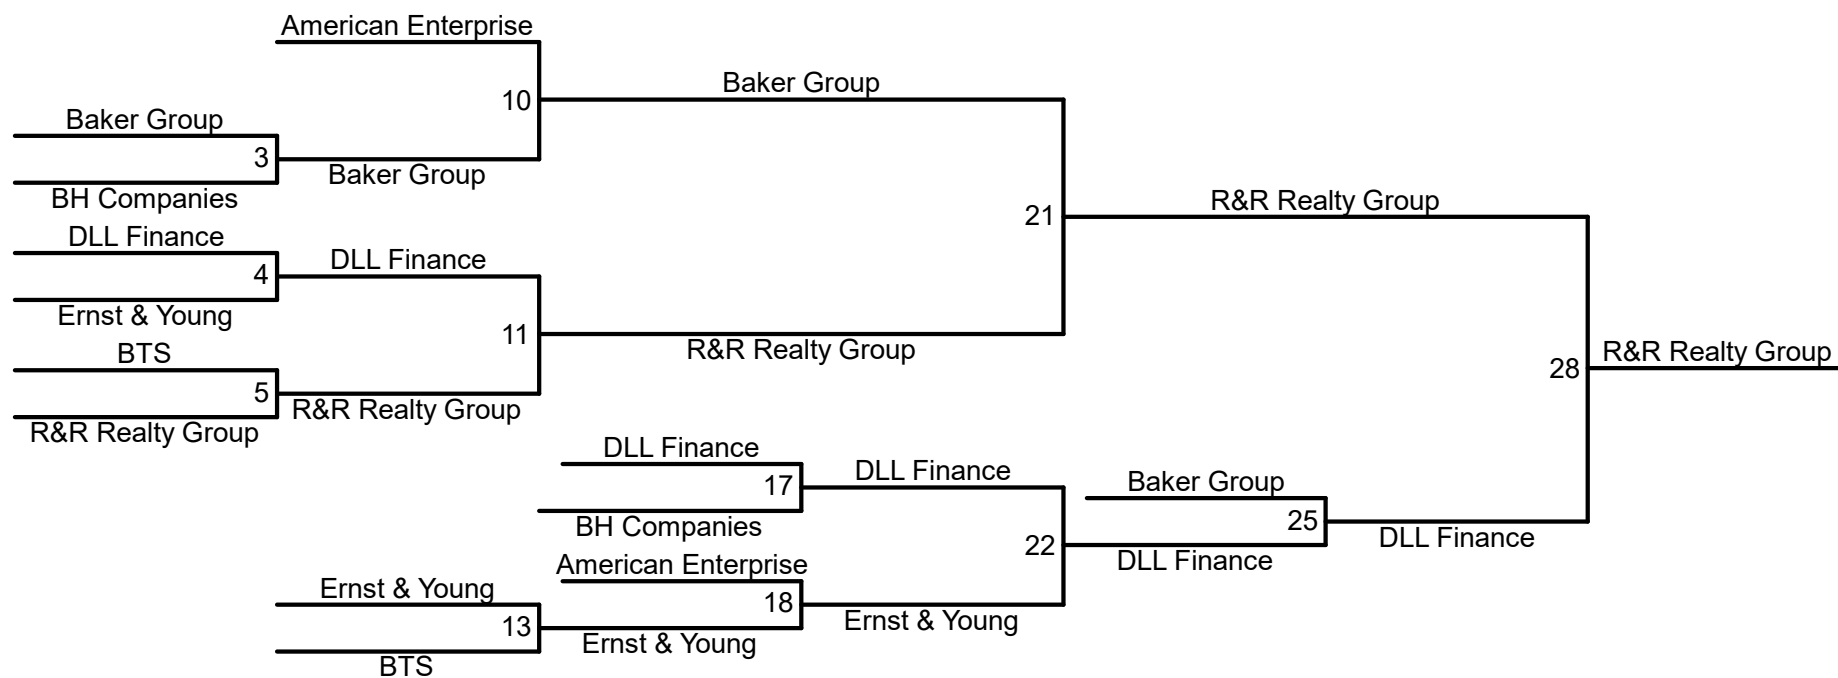 American Enterprise
10
Baker Group
Baker Group
3
Baker Group
BH Companies
DLL Finance
4
DLL Finance
Ernst & Young
11
BTS
5
R&R Realty Group
R&R Realty Group
R&R Realty Group
21
R&R Realty Group
28
R&R Realty Group
DLL Finance
17
DLL Finance
BH Companies
Baker Group
25
DLL Finance
22
DLL Finance
American Enterprise
18
Ernst & Young
Ernst & Young
13
Ernst & Young
BTS